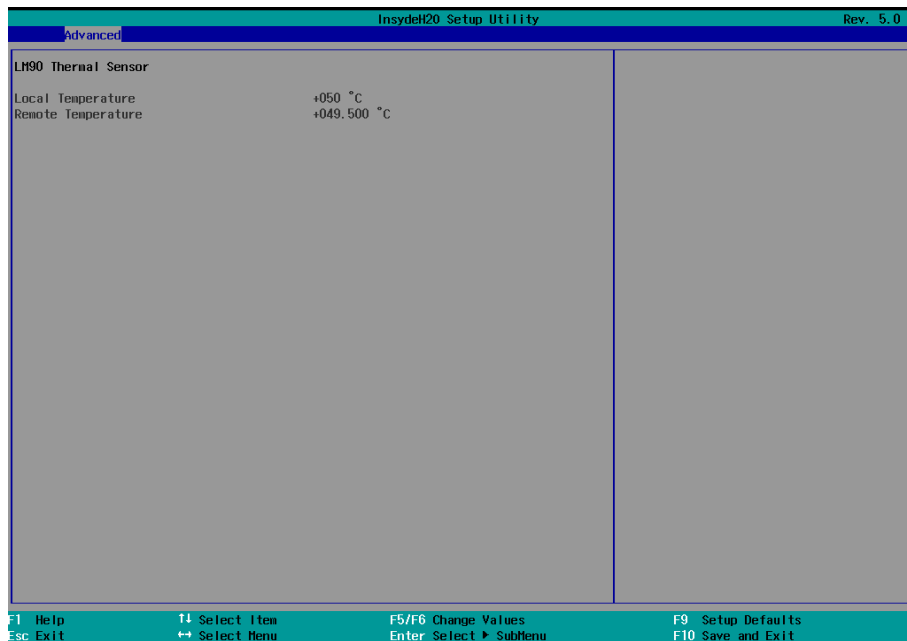 InsydeH20 Setup Utility Rev. 5.0
Advanced
LM90 Thermal Sensor
Local Temperature +050 °C
Remote Temperature +049.500 °C
F1 Help ↑↓ Select Item F5/F6 Change Values F9 Setup Defaults
Esc Exit ↔ Select Menu Enter Select ▶ SubMenu F10 Save and Exit